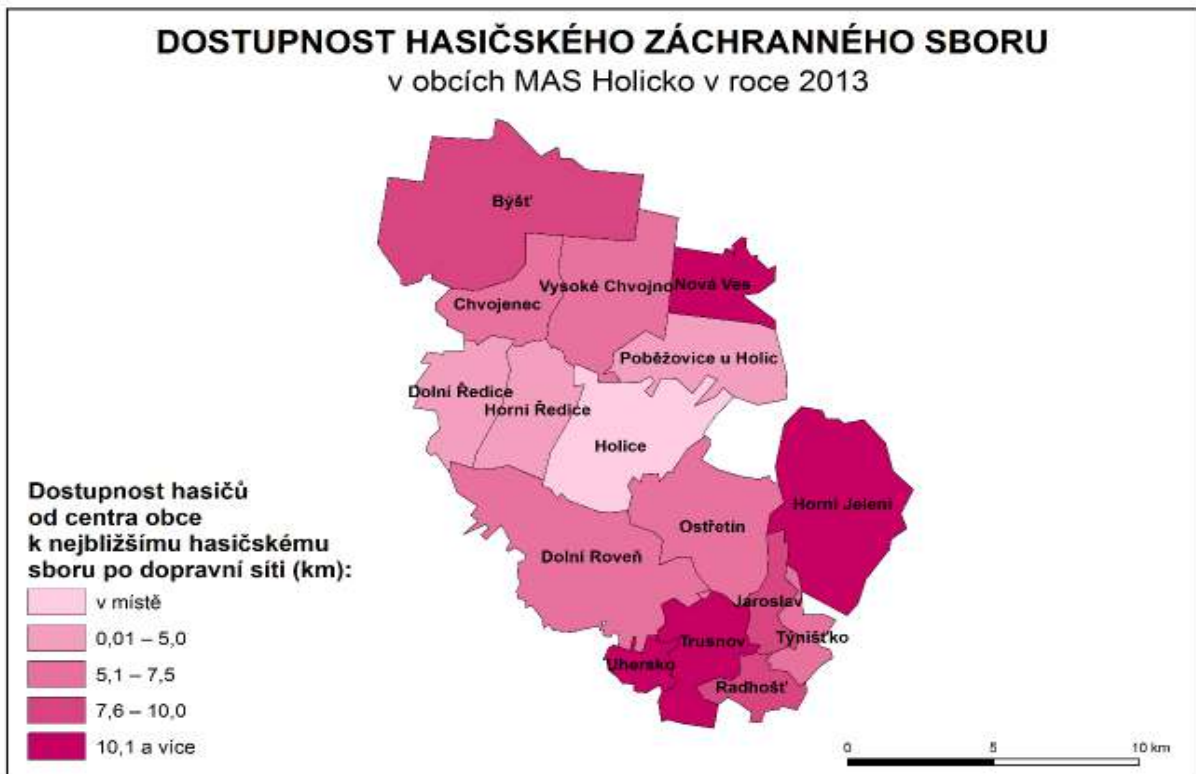 DOSTUPNOST HASIČSKÉHO ZÁCHRANNÉHO SBORU
v obcích MAS Holicko v roce 2013
Býšť
Vysoké Chvojno
Nová Ves
Chvojenec
Poběžovice u Holic
Dolní Ředice
Horní Ředice
Holice
Horní Jelení
Ostřetín
Dolní Roveň
Jaroslav
Týnišťko
Trusnov
Uhersko
Radhošť
Dostupnost hasičů
od centra obce
k nejbližšímu hasičskému
sboru po dopravní síti (km):
v místě
0,01 – 5,0
5,1 – 7,5
7,6 – 10,0
10,1 a více
0 5 10 km